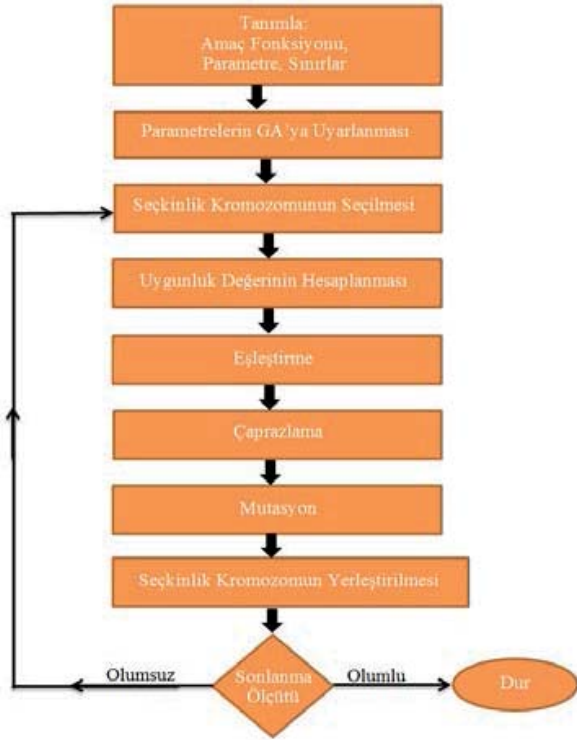 Tanımla:
Amaç Fonksiyonu,
Parametre, Sınırlar
Parametrelerin GA'ya Uyarlanması
Seçkinlik Kromozomunun Seçilmesi
Uygunluk Değerinin Hesaplanması
Eşleştirme
Çaprazlama
Mutasyon
Seçkinlik Kromozomun Yerleştirilmesi
Olumsuz
Sonlanma
Ölçütü
Olumlu
Dur